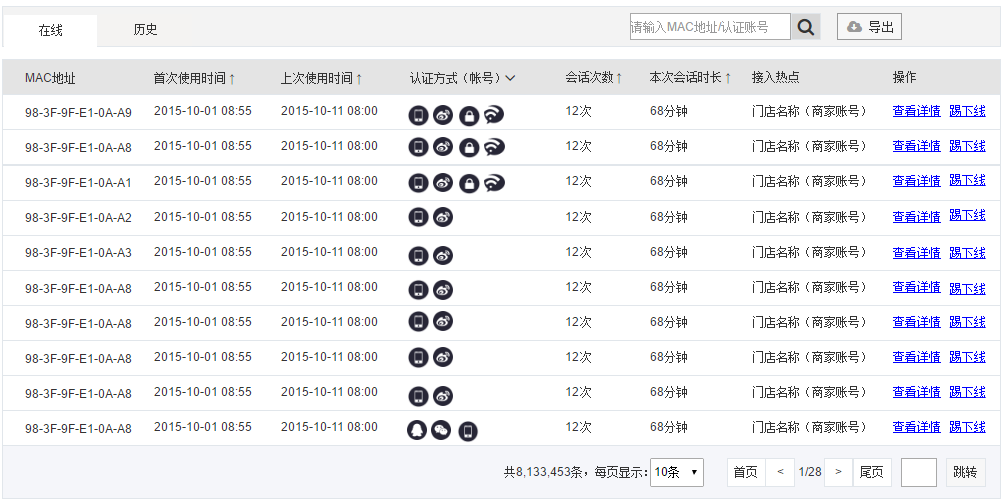 在线 历史 请输入MAC地址/认证账号 导出
MAC地址 首次使用时间↑ 上次使用时间↑ 认证方式（帐号） 会话次数↑ 本次会话时长↑ 接入热点 操作
98-3F-9F-E1-0A-A9 2015-10-01 08:55 2015-10-11 08:00 12次 68分钟 门店名称（商家账号） 查看详情 踢下线
98-3F-9F-E1-0A-A8 2015-10-01 08:55 2015-10-11 08:00 12次 68分钟 门店名称（商家账号） 查看详情 踢下线
98-3F-9F-E1-0A-A1 2015-10-01 08:55 2015-10-11 08:00 12次 68分钟 门店名称（商家账号） 查看详情 踢下线
98-3F-9F-E1-0A-A2 2015-10-01 08:55 2015-10-11 08:00 12次 68分钟 门店名称（商家账号） 查看详情 踢下线
98-3F-9F-E1-0A-A3 2015-10-01 08:55 2015-10-11 08:00 12次 68分钟 门店名称（商家账号） 查看详情 踢下线
98-3F-9F-E1-0A-A8 2015-10-01 08:55 2015-10-11 08:00 12次 68分钟 门店名称（商家账号） 查看详情 踢下线
98-3F-9F-E1-0A-A8 2015-10-01 08:55 2015-10-11 08:00 12次 68分钟 门店名称（商家账号） 查看详情 踢下线
98-3F-9F-E1-0A-A8 2015-10-01 08:55 2015-10-11 08:00 12次 68分钟 门店名称（商家账号） 查看详情 踢下线
98-3F-9F-E1-0A-A8 2015-10-01 08:55 2015-10-11 08:00 12次 68分钟 门店名称（商家账号） 查看详情 踢下线
98-3F-9F-E1-0A-A8 2015-10-01 08:55 2015-10-11 08:00 12次 68分钟 门店名称（商家账号） 查看详情 踢下线
共8,133,453条，每页显示: 10条 首页 < 1/28 > 尾页 跳转